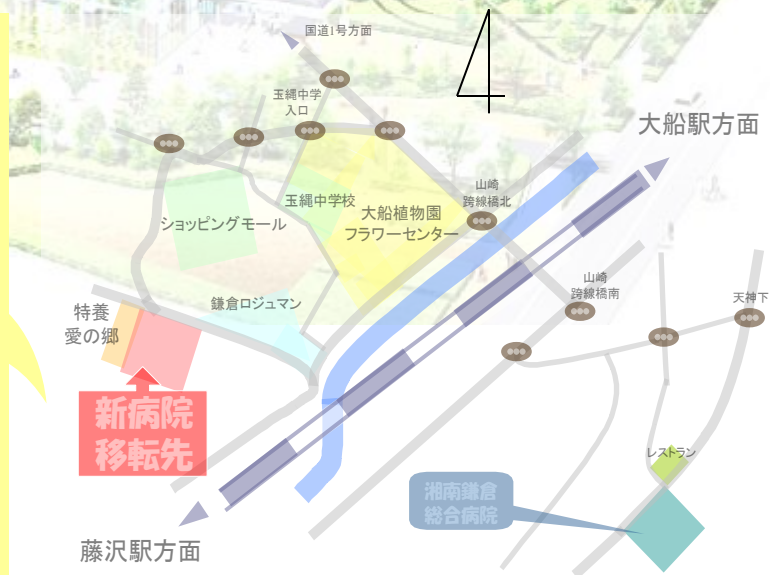 国道1号方面
玉縄中学
入口
大船駅方面
山崎
跨線橋北
玉縄中学校
大船植物園
フラワーセンター
ショッピングモール
山崎
跨線橋南
天神下
鎌倉ロジュマン
特養
愛の郷
新病院
移転先
レストラン
湘南鎌倉
総合病院
藤沢駅方面